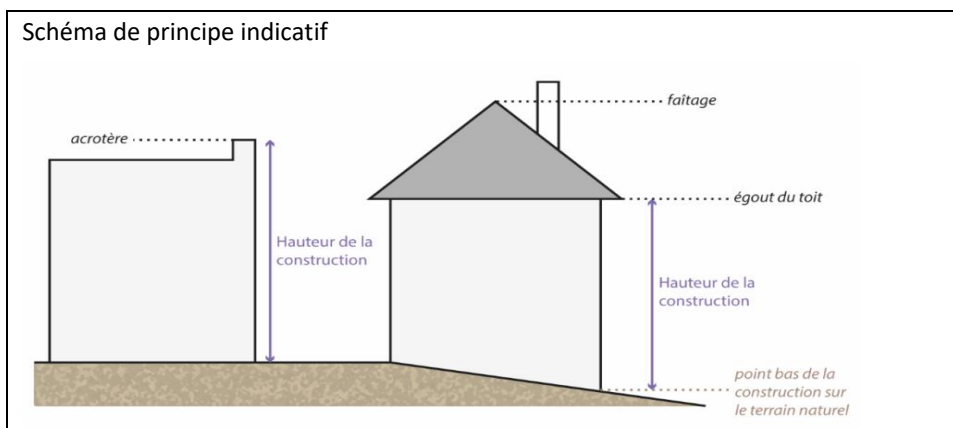 Schéma de principe indicatif
faîtage
acrotère
égout du toit
Hauteur de la
construction
Hauteur de la
construction
point bas de la
construction sur
le terrain naturel